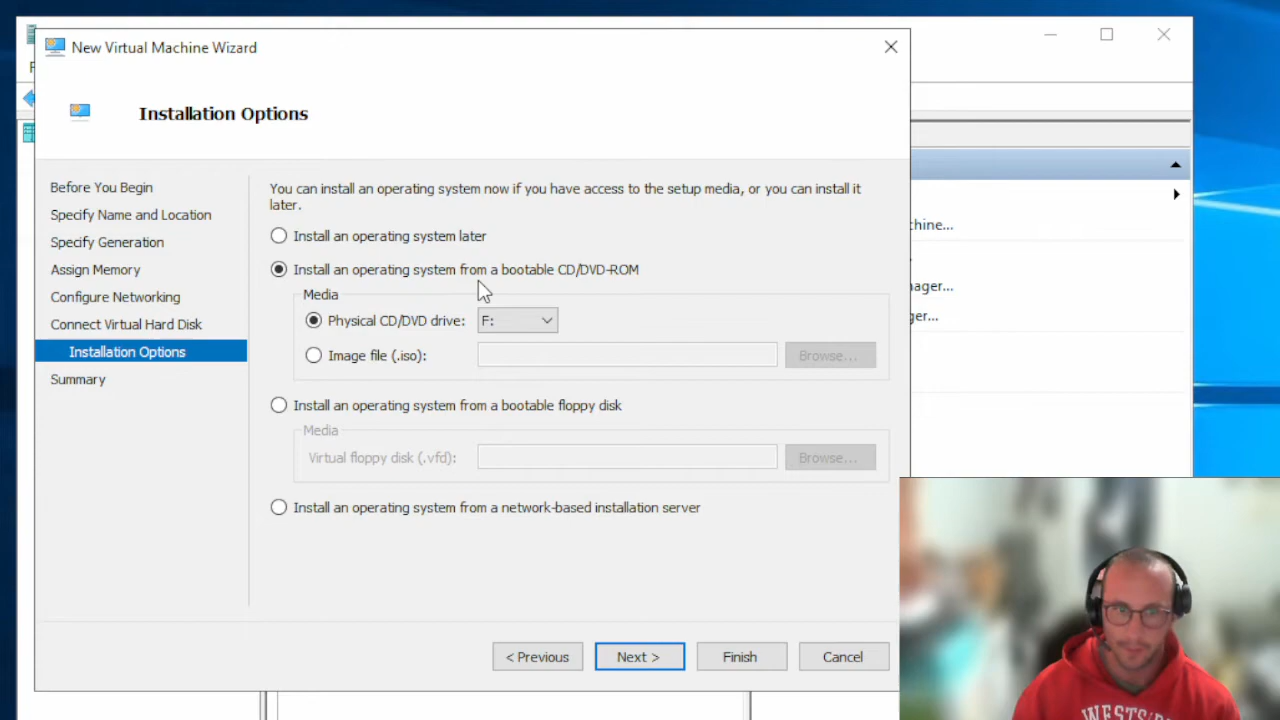 New Virtual Machine Wizard
Installation Options
Before You Begin
Specify Name and Location
Specify Generation
Assign Memory
Configure Networking
Connect Virtual Hard Disk
Installation Options
Summary
You can install an operating system now if you have access to the setup media, or you can install it
later.
Install an operating system later
Install an operating system from a bootable CD/DVD-ROM
Media
Physical CD/DVD drive: F:
Image file (.iso): Browse...
Install an operating system from a bootable floppy disk
Media
Virtual floppy disk (.vfd): Browse...
Install an operating system from a network-based installation server
< Previous Next > Finish Cancel
chine...
ager...
ger...